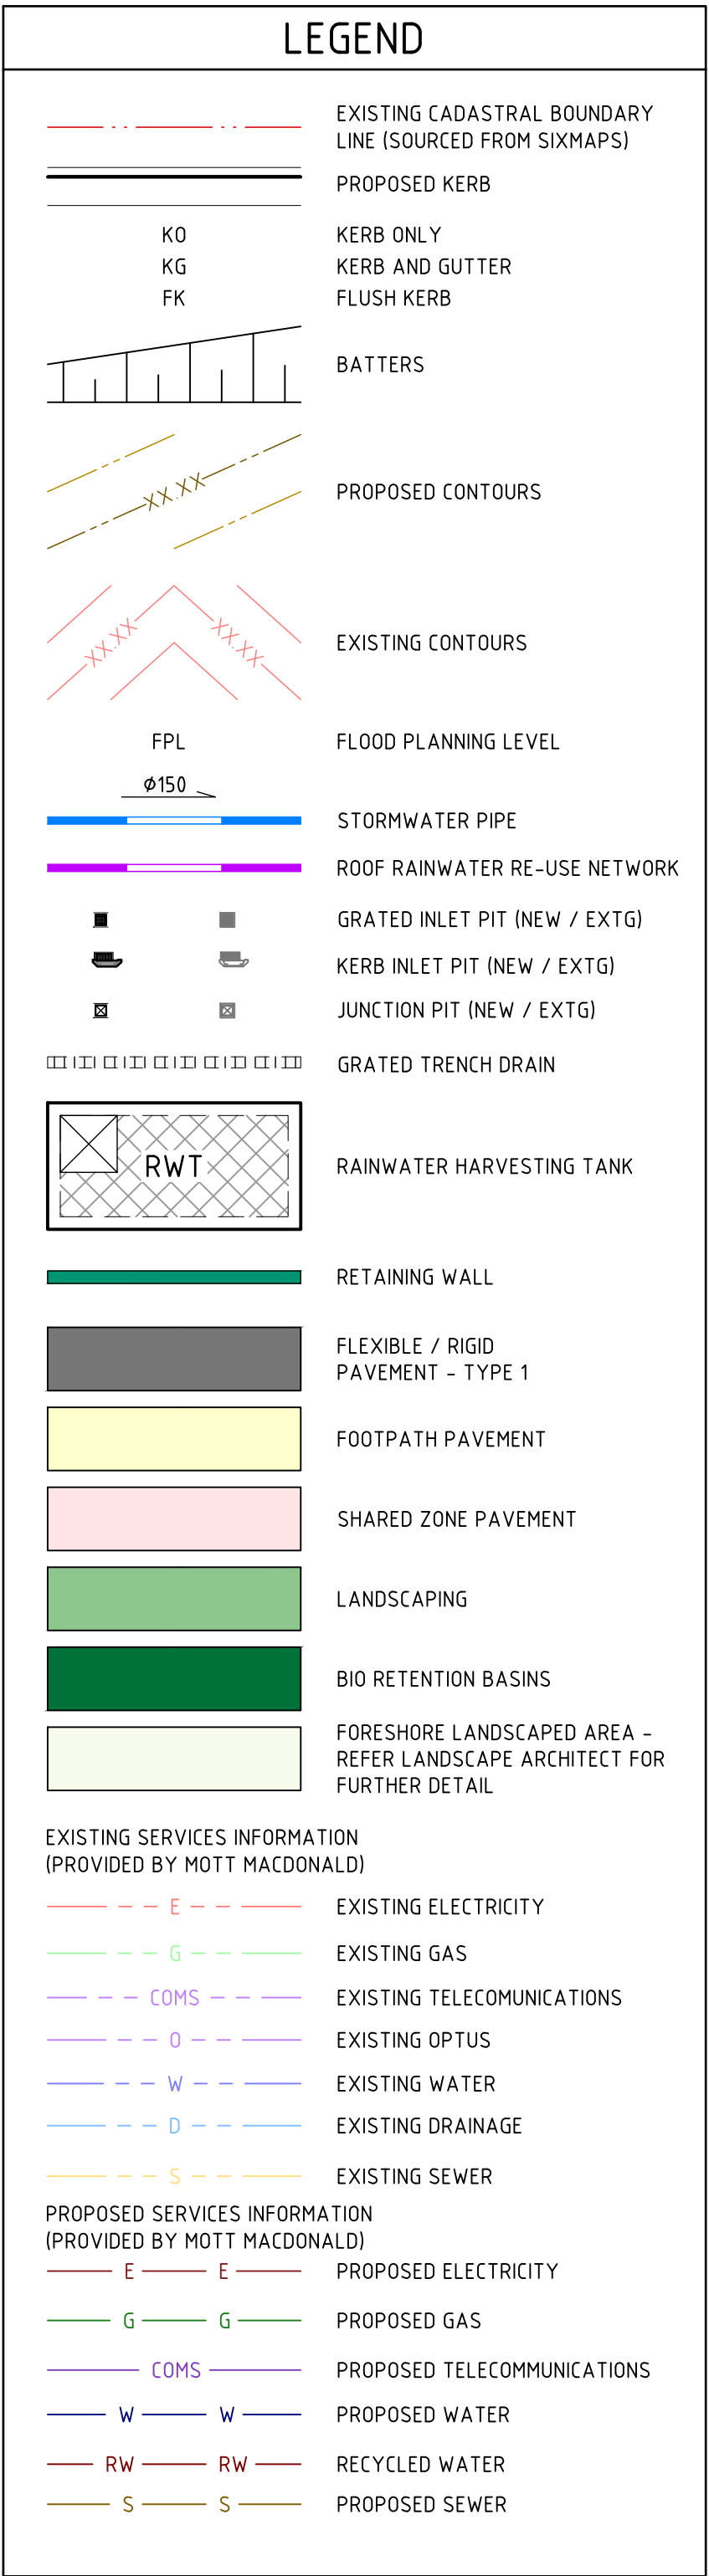 LEGEND
EXISTING CADASTRAL BOUNDARY
LINE (SOURCED FROM SIXMAPS)
PROPOSED KERB
KO KERB ONLY
KG KERB AND GUTTER
FK FLUSH KERB
BATTERS
XX.XX PROPOSED CONTOURS
XX.XX XX.XX EXISTING CONTOURS
FPL FLOOD PLANNING LEVEL
Ø150
STORMWATER PIPE
ROOF RAINWATER RE-USE NETWORK
GRATED INLET PIT (NEW / EXTG)
KERB INLET PIT (NEW / EXTG)
JUNCTION PIT (NEW / EXTG)
GRATED TRENCH DRAIN
RWT RAINWATER HARVESTING TANK
RETAINING WALL
FLEXIBLE / RIGID
PAVEMENT - TYPE 1
FOOTPATH PAVEMENT
SHARED ZONE PAVEMENT
LANDSCAPING
BIO RETENTION BASINS
FORESHORE LANDSCAPED AREA -
REFER LANDSCAPE ARCHITECT FOR
FURTHER DETAIL
EXISTING SERVICES INFORMATION
(PROVIDED BY MOTT MACDONALD)
E EXISTING ELECTRICITY
G EXISTING GAS
COMS EXISTING TELECOMUNICATIONS
O EXISTING OPTUS
W EXISTING WATER
D EXISTING DRAINAGE
S EXISTING SEWER
PROPOSED SERVICES INFORMATION
(PROVIDED BY MOTT MACDONALD)
E E PROPOSED ELECTRICITY
G G PROPOSED GAS
COMS PROPOSED TELECOMMUNICATIONS
W W PROPOSED WATER
RW RW RECYCLED WATER
S S PROPOSED SEWER